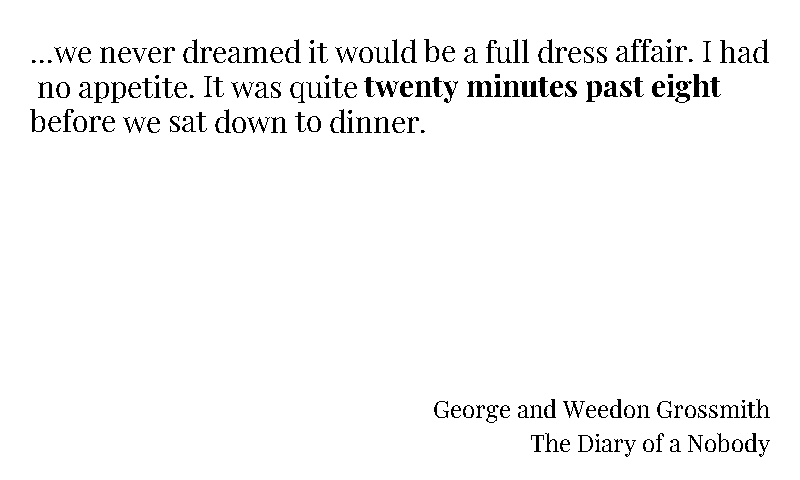 ...we never dreamed it would be a full dress affair. I had
no appetite. It was quite twenty minutes past eight
before we sat down to dinner.
George and Weedon Grossmith
The Diary of a Nobody